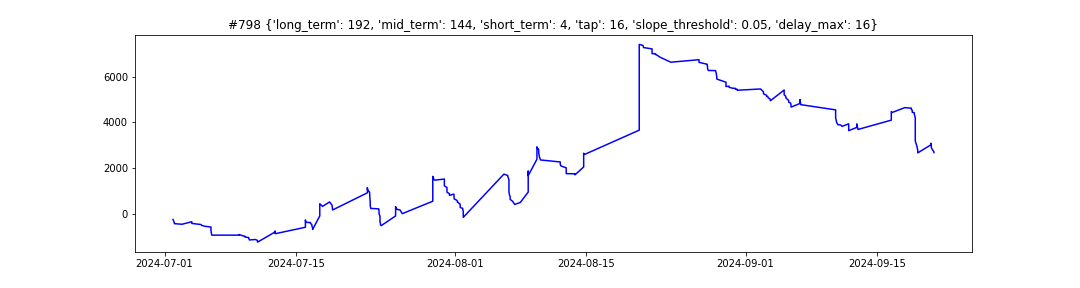 #798 {'long_term': 192, 'mid_term': 144, 'short_term': 4, 'tap': 16, 'slope_threshold': 0.05, 'delay_max': 16}
6000
4000
2000
0
2024-07-01 2024-07-15 2024-08-01 2024-08-15 2024-09-01 2024-09-15